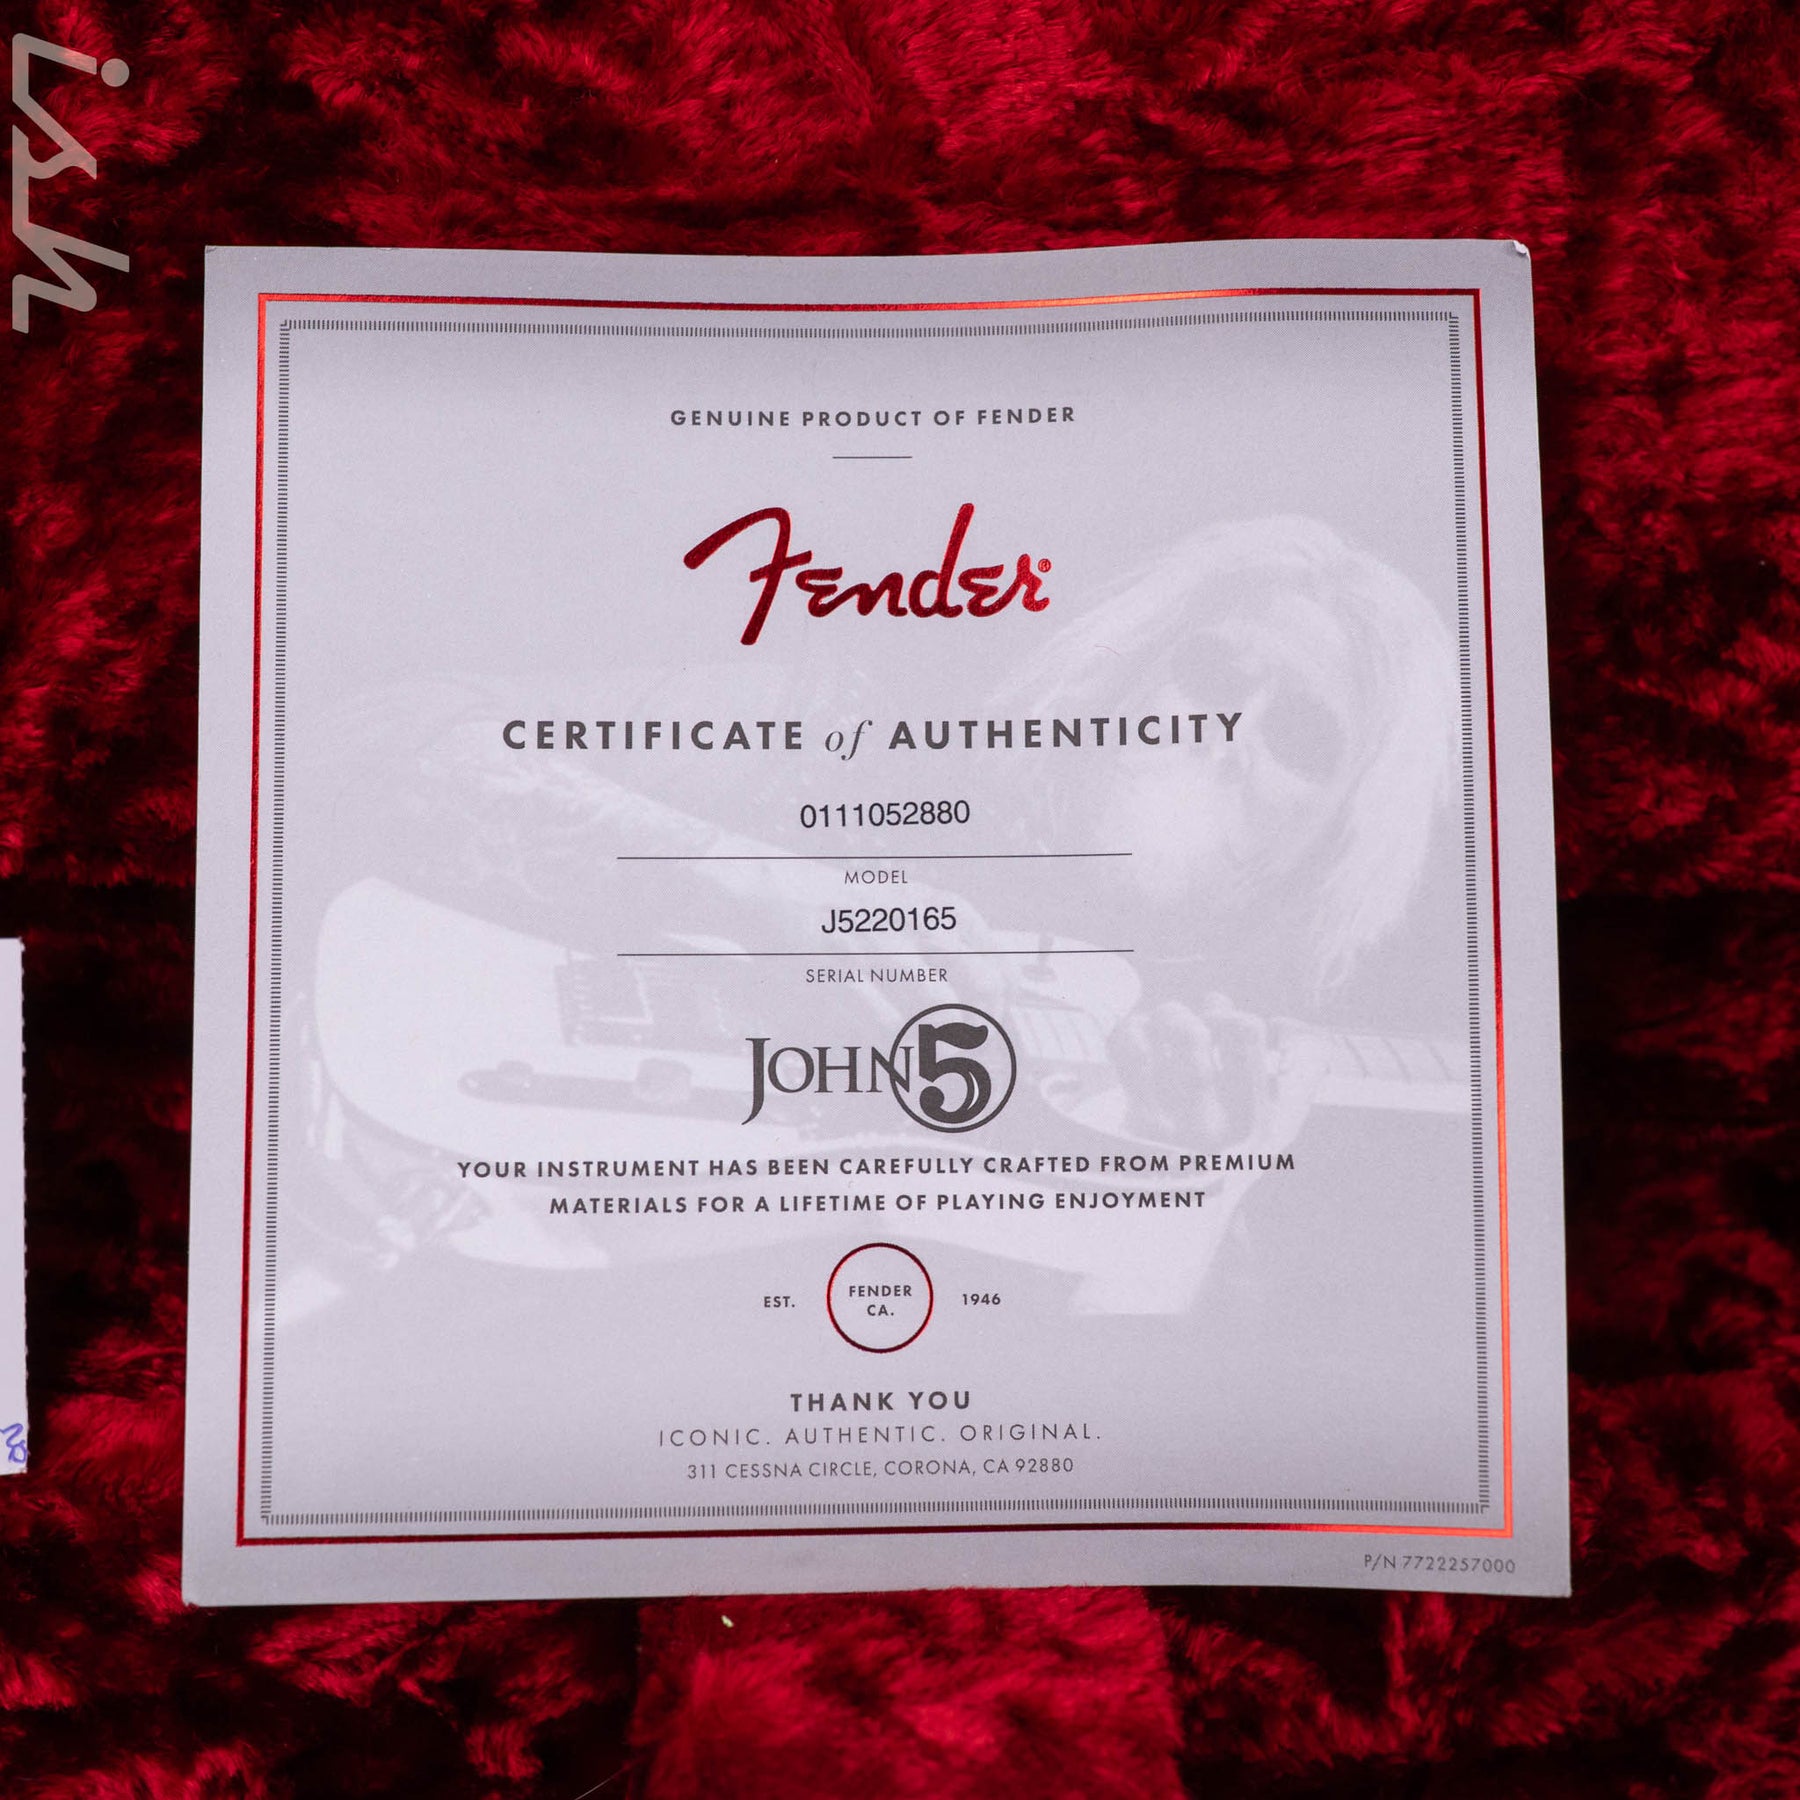 ish
GENUINE PRODUCT OF FENDER
Fender®
CERTIFICATE of AUTHENTICITY
0111052880
MODEL
J5220165
SERIAL NUMBER
JOHN5
YOUR INSTRUMENT HAS BEEN CAREFULLY CRAFTED FROM PREMIUM
MATERIALS FOR A LIFETIME OF PLAYING ENJOYMENT
EST. FENDER CA. 1946
THANK YOU
ICONIC. AUTHENTIC. ORIGINAL.
311 CESSNA CIRCLE, CORONA, CA 92880
P/N 7722257000